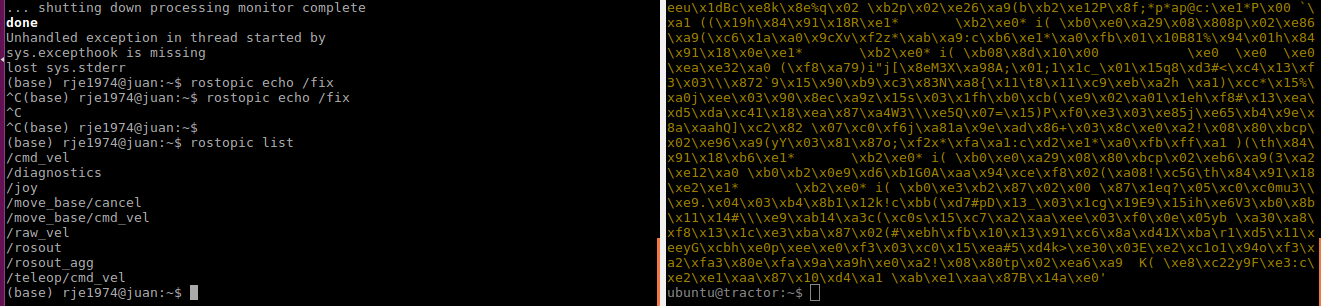 ... shutting down processing monitor complete
done
Unhandled exception in thread started by
sys.excepthook is missing
lost sys.stderr
(base) rje1974@juan:~$ rostopic echo /fix
^C(base) rje1974@juan:~$ rostopic echo /fix
^C
^C(base) rje1974@juan:~$
(base) rje1974@juan:~$ rostopic list
/cmd_vel
/diagnostics
/joy
/move_base/cancel
/move_base/cmd_vel
/raw_vel
/rosout
/rosout_agg
/teleop/cmd_vel
(base) rje1974@juan:~$
eeu\x1dBc\xe8k\x8e%q\x02 \xb2p\x02\xe26\xa9(b\xb2\xe12P\x8f;*p*ap@c:\xe1*P\x00 `\
\xa1 ((\x19h\x84\x91\x18R\xe1* \xb2\xe0* i( \xb0\xe0\xa29\x08\x808p\x02\xe86
\xa9(\xc6\x1a\xa0\x9cXv\xf2z*\xab\xa9:c\xb6\xe1*\xa0\xfb\x01\x10B81%\x94\x01h\x84
\x91\x18\x0e\xe1* \xb2\xe0* i( \xb08\x8d\x10\x00 \xe0 \xe0 \xe0
\xea\xe32\xa0 (\xf8\xa79)i"j[\x8eM3X\xa98A;\x01;1\x1c_\x01\x15q8\xd3#<\xc4\x13\xf
3\x03\\\x872`9\x15\x90\xb9\xc3\x83N\xa8{\x11\t8\x11\xc9\xeb\xa2h \xa1)\xcc*\x15%\
\xa0j\xee\x03\x90\x8ec\xa9z\x15s\x03\x1fh\xb0\xcb(\xe9\x02\xa01\x1eh\xf8#\x13\xea
\xd5\xda\xc41\x18\xea\x87\xa4W3\\\xe5Q\x07=\x15)P\xf0\xe3\x03\xe85j\xe65\xb4\x9e\x
8a\xaahQ]\xc2\x82 \x07\xc0\xf6j\xa81a\x9e\xad\x86+\x03\x8c\xe0\xa2!\x08\x80\xbcp\
\x02\xe96\xa9(yY\x03\x81\x87o;\xf2x*\xfa\xa1:c\xd2\xe1*\xa0\xfb\xff\xa1 )(\th\x84\
\x91\x18\xb6\xe1* \xb2\xe0* i( \xb0\xe0\xa29\x08\x80\xbcp\x02\xeb6\xa9(3\xa2
\xe12\xa0 \xb0\xb2\x0e9\xd6\xb1G0A\xaa\x94\xce\xf8\x02(\xa08!\xc5G\th\x84\x91\x18
\xe2\xe1* \xb2\xe0* i( \xb0\xe3\xb2\x87\x02\x00 \x87\x1eq?\x05\xc0\xc0mu3\\
\xe9.\x04\x03\xb4\x8b1\x12k!c\xbb(\xd7#pD\x13_\x03\x1cg\x19E9\x15ih\xe6V3\xb0\x8b
\x11\x14#\\\xe9\xab14\xa3c(\xc0s\x15\xc7\xa2\xaa\xee\x03\xf0\x0e\x05yb \xa30\xa8\
xf8\x13\x1c\xe3\xba\x87\x02(#\xebh\xfb\x10\x13\x91\xc6\x8a\xd41X\xba\r1\xd5\x11\x
eeyG\xcbh\xe0p\xee\xe0\xf3\x03\xc0\x15\xea#5\xd4k>\xe30\x03E\xe2\xc1o1\x94o\xf3\x
a2\xfa3\x80e\xfa\x9a\xa9h\xe0\xa2!\x08\x80tp\x02\xea6\xa9 K( \xe8\xc22y9F\xe3:c\
xe2\xe1\xaa\x87\x10\xd4\xa1 \xab\xe1\xaa\x87B\x14a\xe0'
ubuntu@tractor:~$